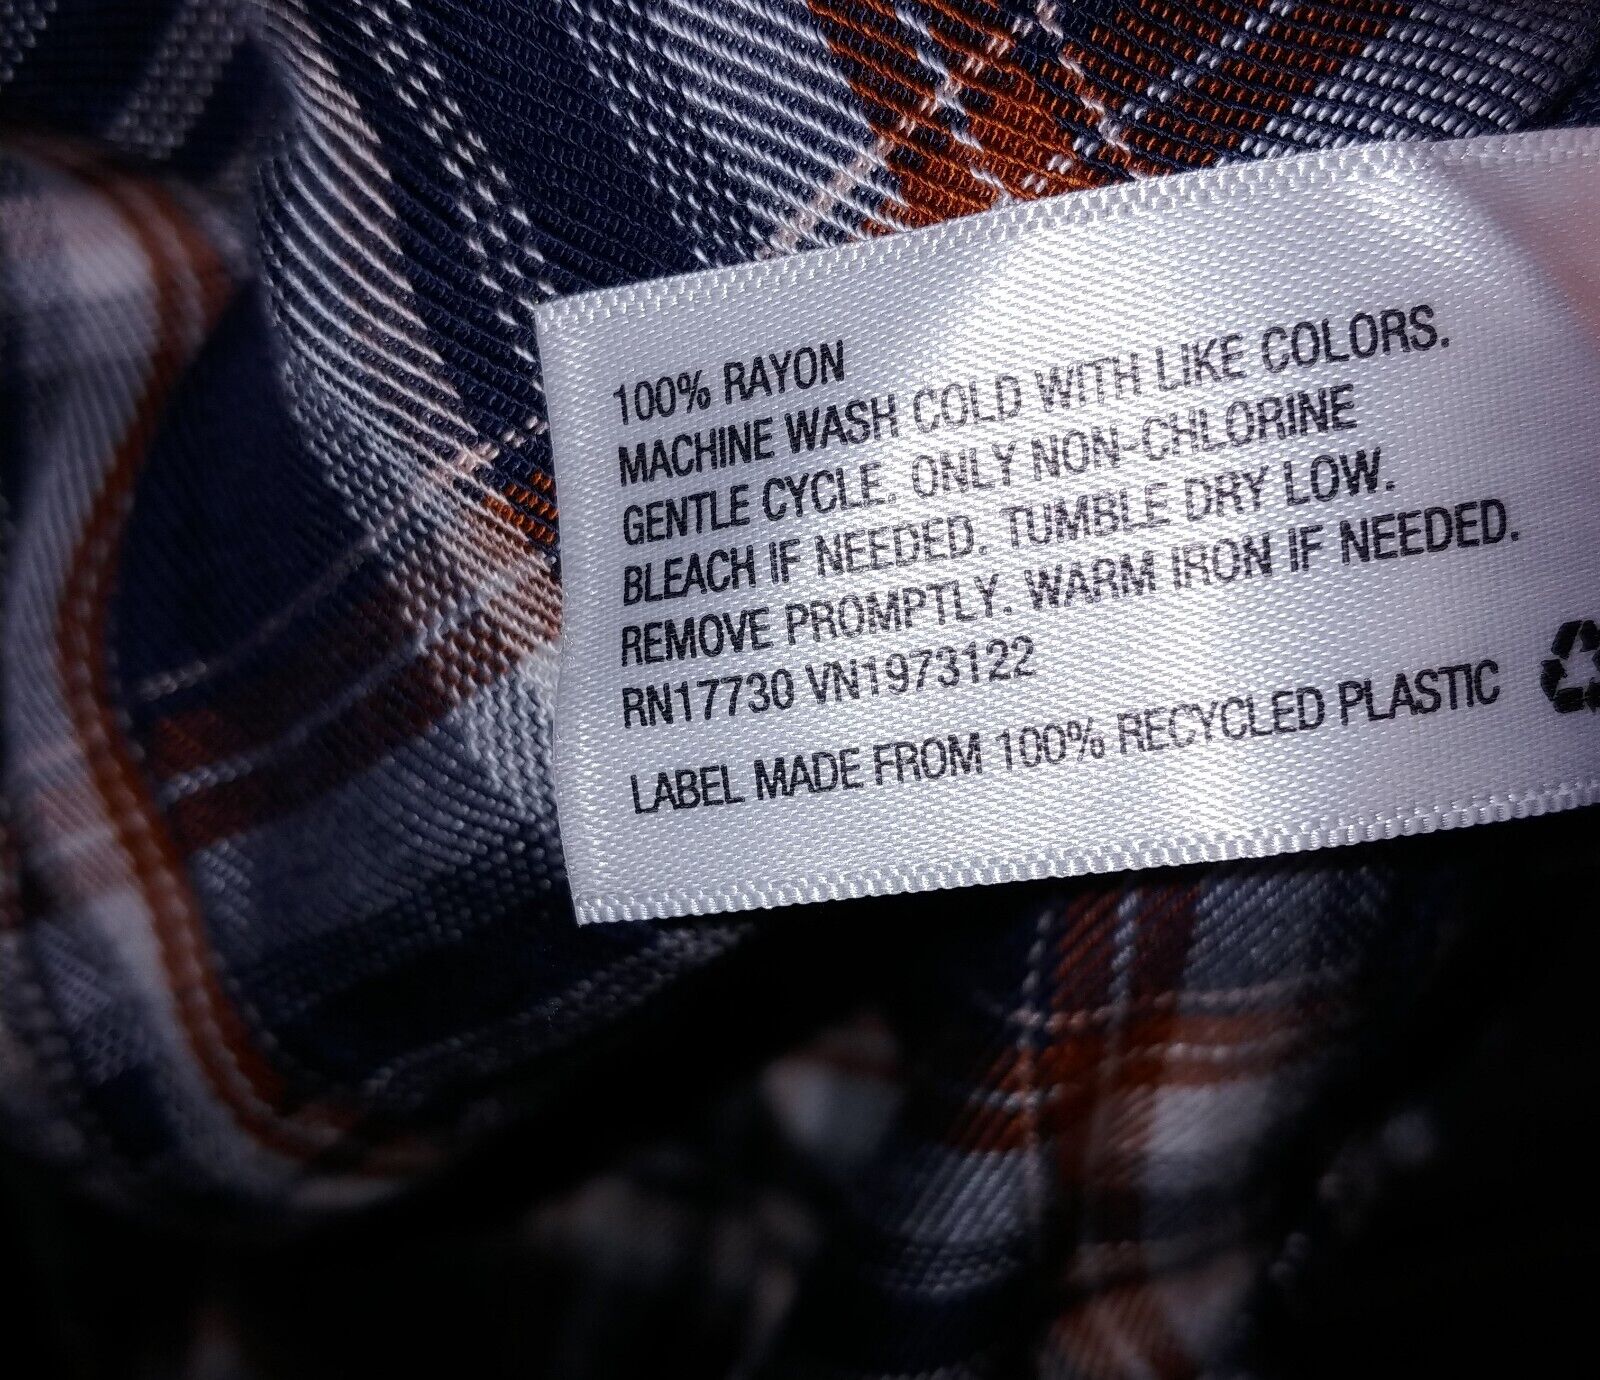 100% RAYON
MACHINE WASH COLD WITH LIKE COLORS.
GENTLE CYCLE. ONLY NON-CHLORINE
BLEACH IF NEEDED. TUMBLE DRY LOW.
REMOVE PROMPTLY. WARM IRON IF NEEDED.
RN17730 VN1973122
LABEL MADE FROM 100% RECYCLED PLASTIC